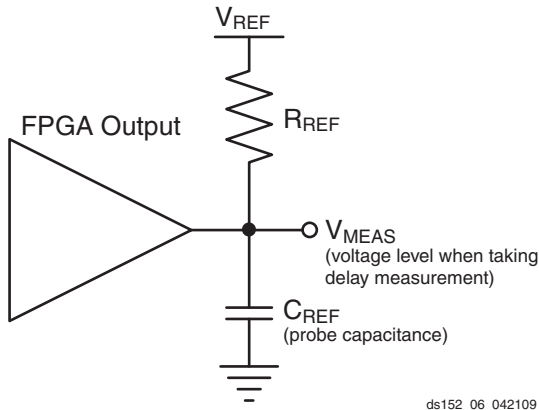 VREF
FPGA Output
RREF
VMEAS
(voltage level when taking
delay measurement)
CREF
(probe capacitance)
ds152_06_042109